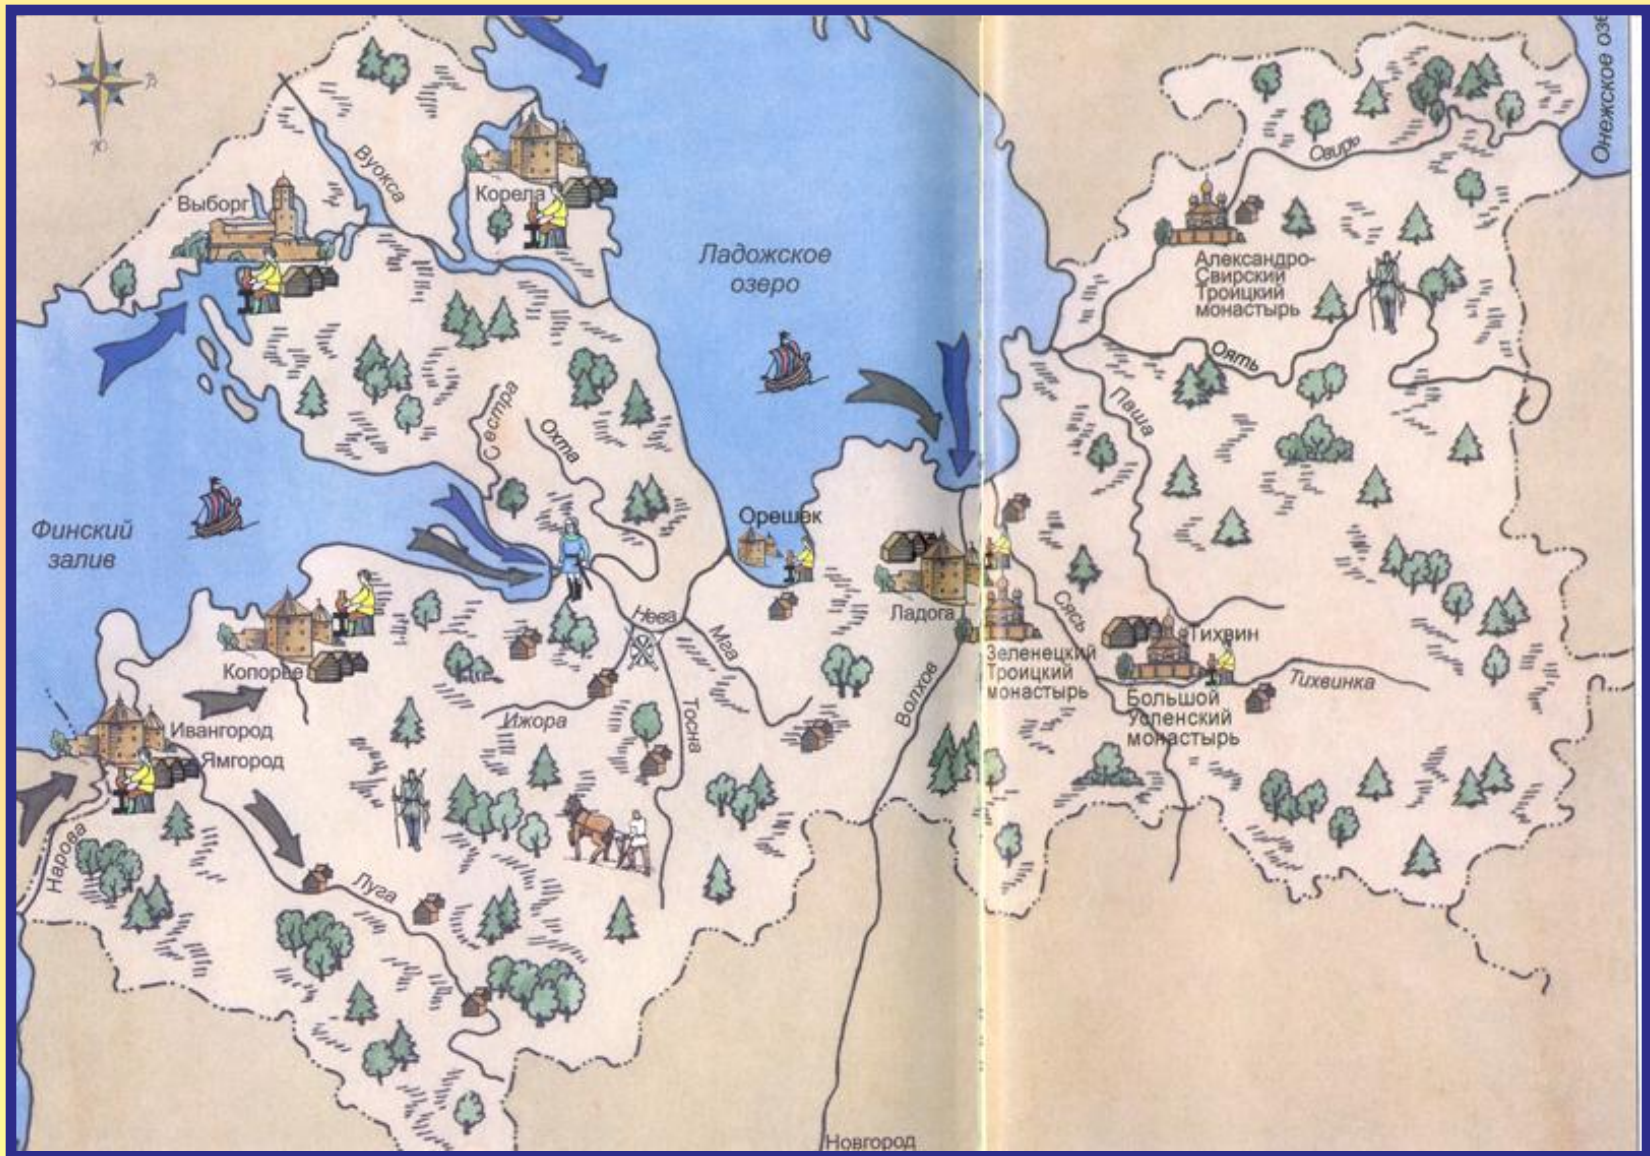 С
З
В
Ю
Онежское озе
Вуокса
Свирь
Выборг
Корела
Ладожское
озеро
Александро-
Свирский
Троицкий
монастырь
Оять
Паша
Сестра
Охта
Финский
залив
Орешек
Нева
Мга
Ладога
Сясь
Тихвин
Зеленецкий
Троицкий
монастырь
Тихвинка
Большой
Успенский
монастырь
Копорье
Ижора
Тосна
Волхов
Ивангород
Ямгород
Нарова
Луга
Новгород